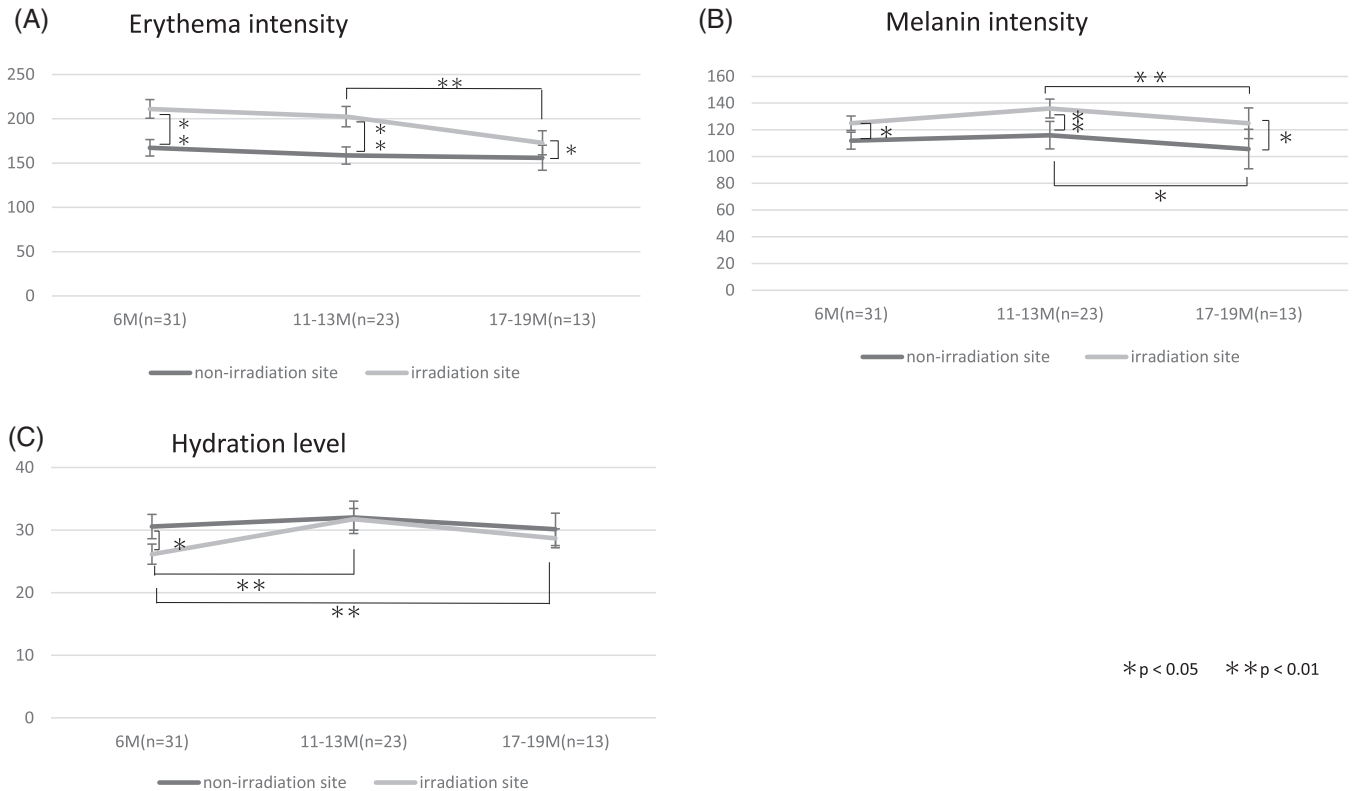 (A)
Erythema intensity
250
200
150
100
50
0
**
**
**
*
6M(n=31) 11-13M(n=23) 17-19M(n=13)
non-irradiation site irradiation site
(B)
Melanin intensity
160
140
120
100
80
60
40
20
0
**
*
**
*
*
6M(n=31) 11-13M(n=23) 17-19M(n=13)
non-irradiation site irradiation site
(C)
Hydration level
40
30
20
10
0
*
**
**
6M(n=31) 11-13M(n=23) 17-19M(n=13)
non-irradiation site irradiation site
*p < 0.05 **p < 0.01